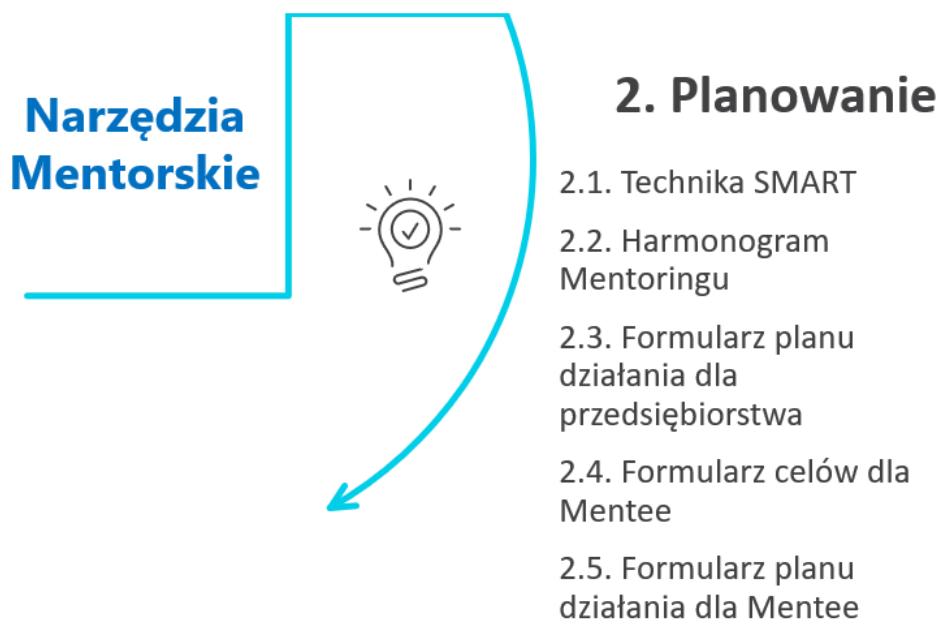 Narzędzia
Mentorskie
2. Planowanie
2.1. Technika SMART
2.2. Harmonogram
Mentoringu
2.3. Formularz planu
działania dla
przedsiębiorstwa
2.4. Formularz celów dla
Mentee
2.5. Formularz planu
działania dla Mentee